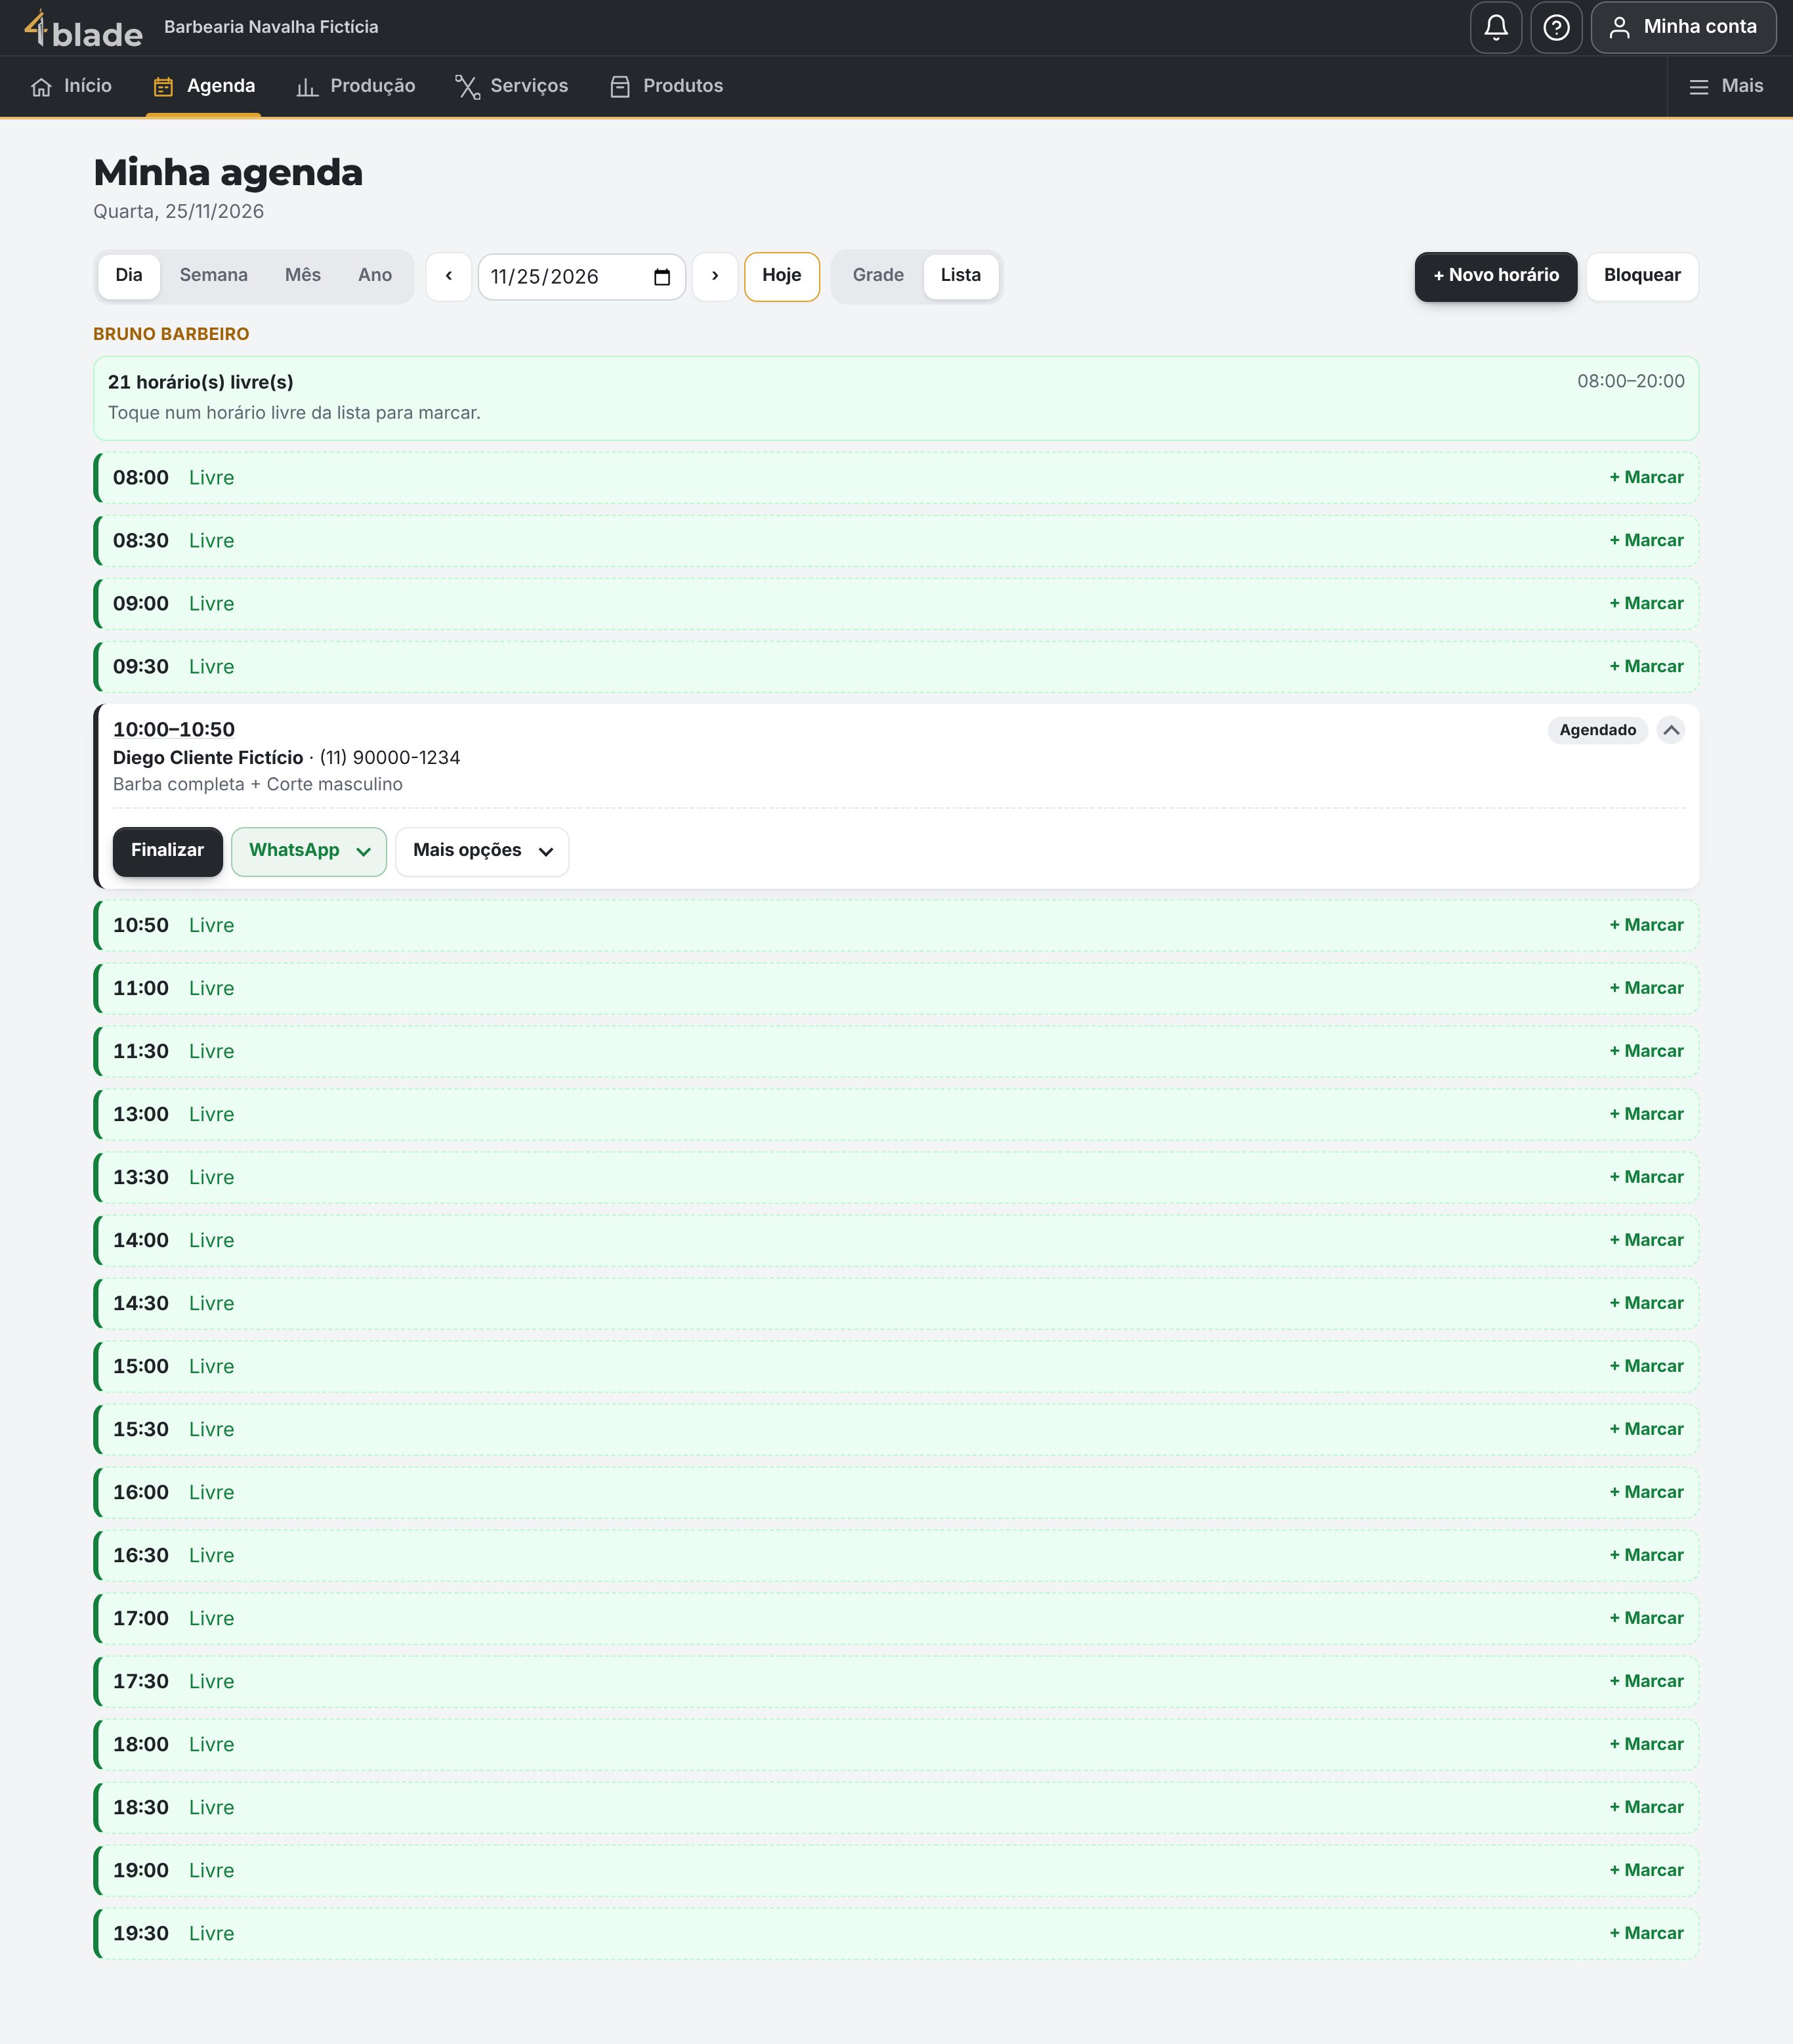 4blade Barbearia Navalha Fictícia Minha conta
Início Agenda Produção Serviços Produtos Mais
Minha agenda
Quarta, 25/11/2026
Dia Semana Mês Ano ‹ 11/25/2026 › Hoje Grade Lista + Novo horário Bloquear
BRUNO BARBEIRO
21 horário(s) livre(s) 08:00–20:00
Toque num horário livre da lista para marcar.
08:00 Livre + Marcar
08:30 Livre + Marcar
09:00 Livre + Marcar
09:30 Livre + Marcar
10:00–10:50 Agendado
Diego Cliente Fictício · (11) 90000-1234
Barba completa + Corte masculino
Finalizar WhatsApp Mais opções
10:50 Livre + Marcar
11:00 Livre + Marcar
11:30 Livre + Marcar
13:00 Livre + Marcar
13:30 Livre + Marcar
14:00 Livre + Marcar
14:30 Livre + Marcar
15:00 Livre + Marcar
15:30 Livre + Marcar
16:00 Livre + Marcar
16:30 Livre + Marcar
17:00 Livre + Marcar
17:30 Livre + Marcar
18:00 Livre + Marcar
18:30 Livre + Marcar
19:00 Livre + Marcar
19:30 Livre + Marcar